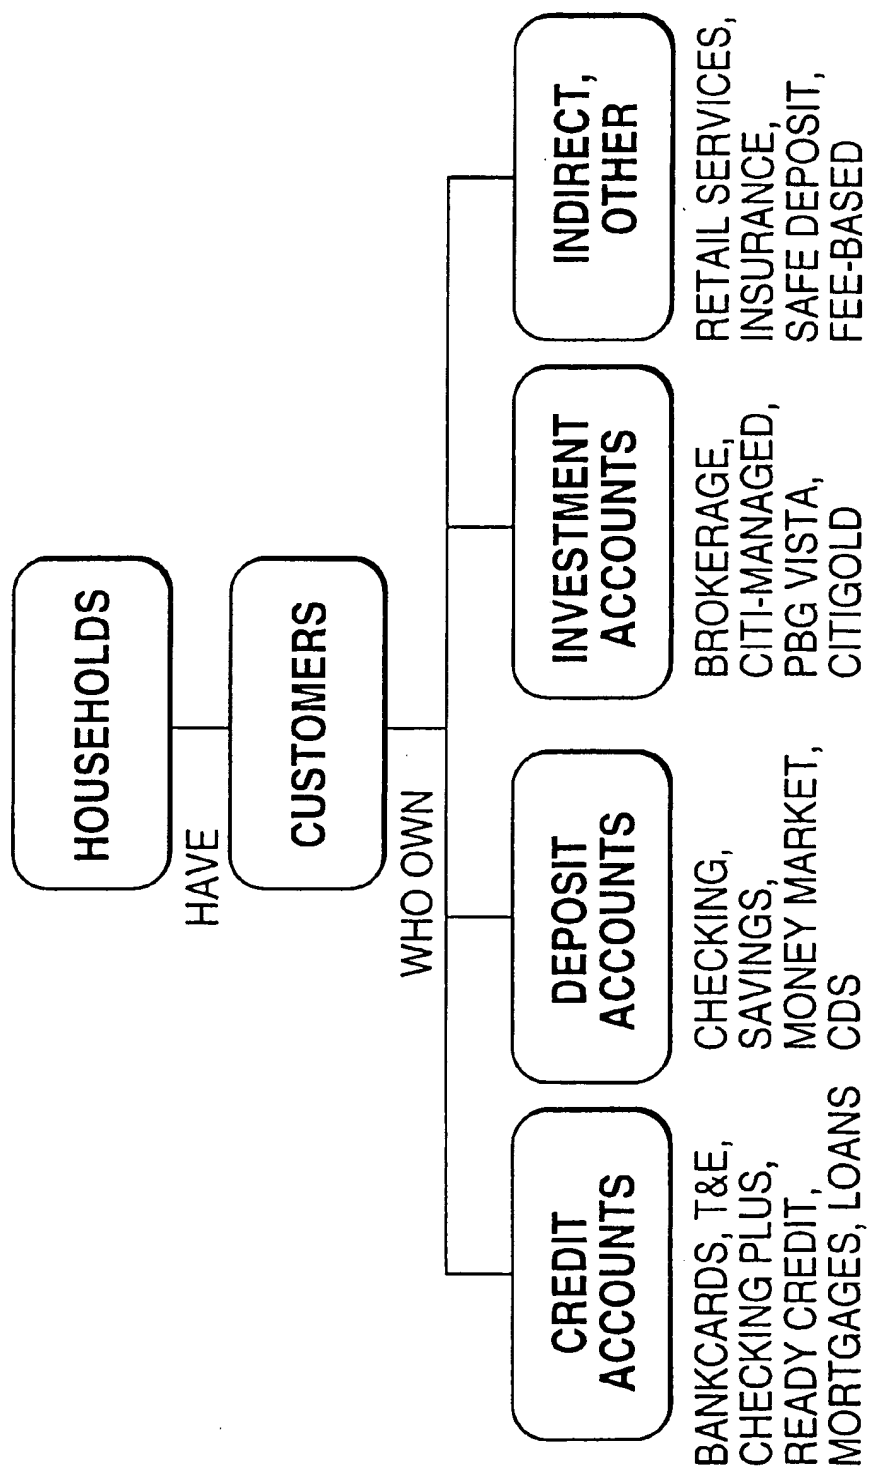 HOUSEHOLDS
HAVE
CUSTOMERS
WHO OWN
CREDIT
ACCOUNTS
BANKCARDS, T&E,
CHECKING PLUS,
READY CREDIT,
MORTGAGES, LOANS
DEPOSIT
ACCOUNTS
CHECKING,
SAVINGS,
MONEY MARKET,
CDS
INVESTMENT
ACCOUNTS
BROKERAGE,
CITI-MANAGED,
PBG VISTA,
CITIGOLD
INDIRECT,
OTHER
RETAIL SERVICES,
INSURANCE,
SAFE DEPOSIT,
FEE-BASED